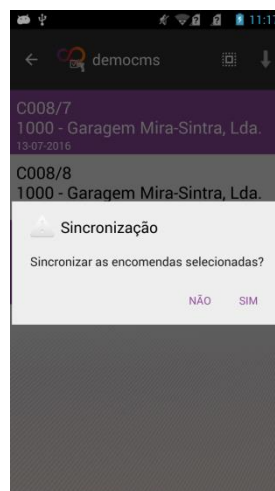 11:17
democms
C008/7
1000 - Garagem Mira-Sintra, Lda.
13-07-2016
C008/8
1000 - Garagem Mira-Sintra, Lda.
Sincronização
Sincronizar as encomendas selecionadas?
NÃO SIM